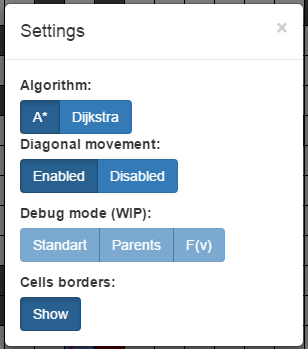 Settings ×
Algorithm:
A* Dijkstra
Diagonal movement:
Enabled Disabled
Debug mode (WIP):
Standart Parents F(v)
Cells borders:
Show